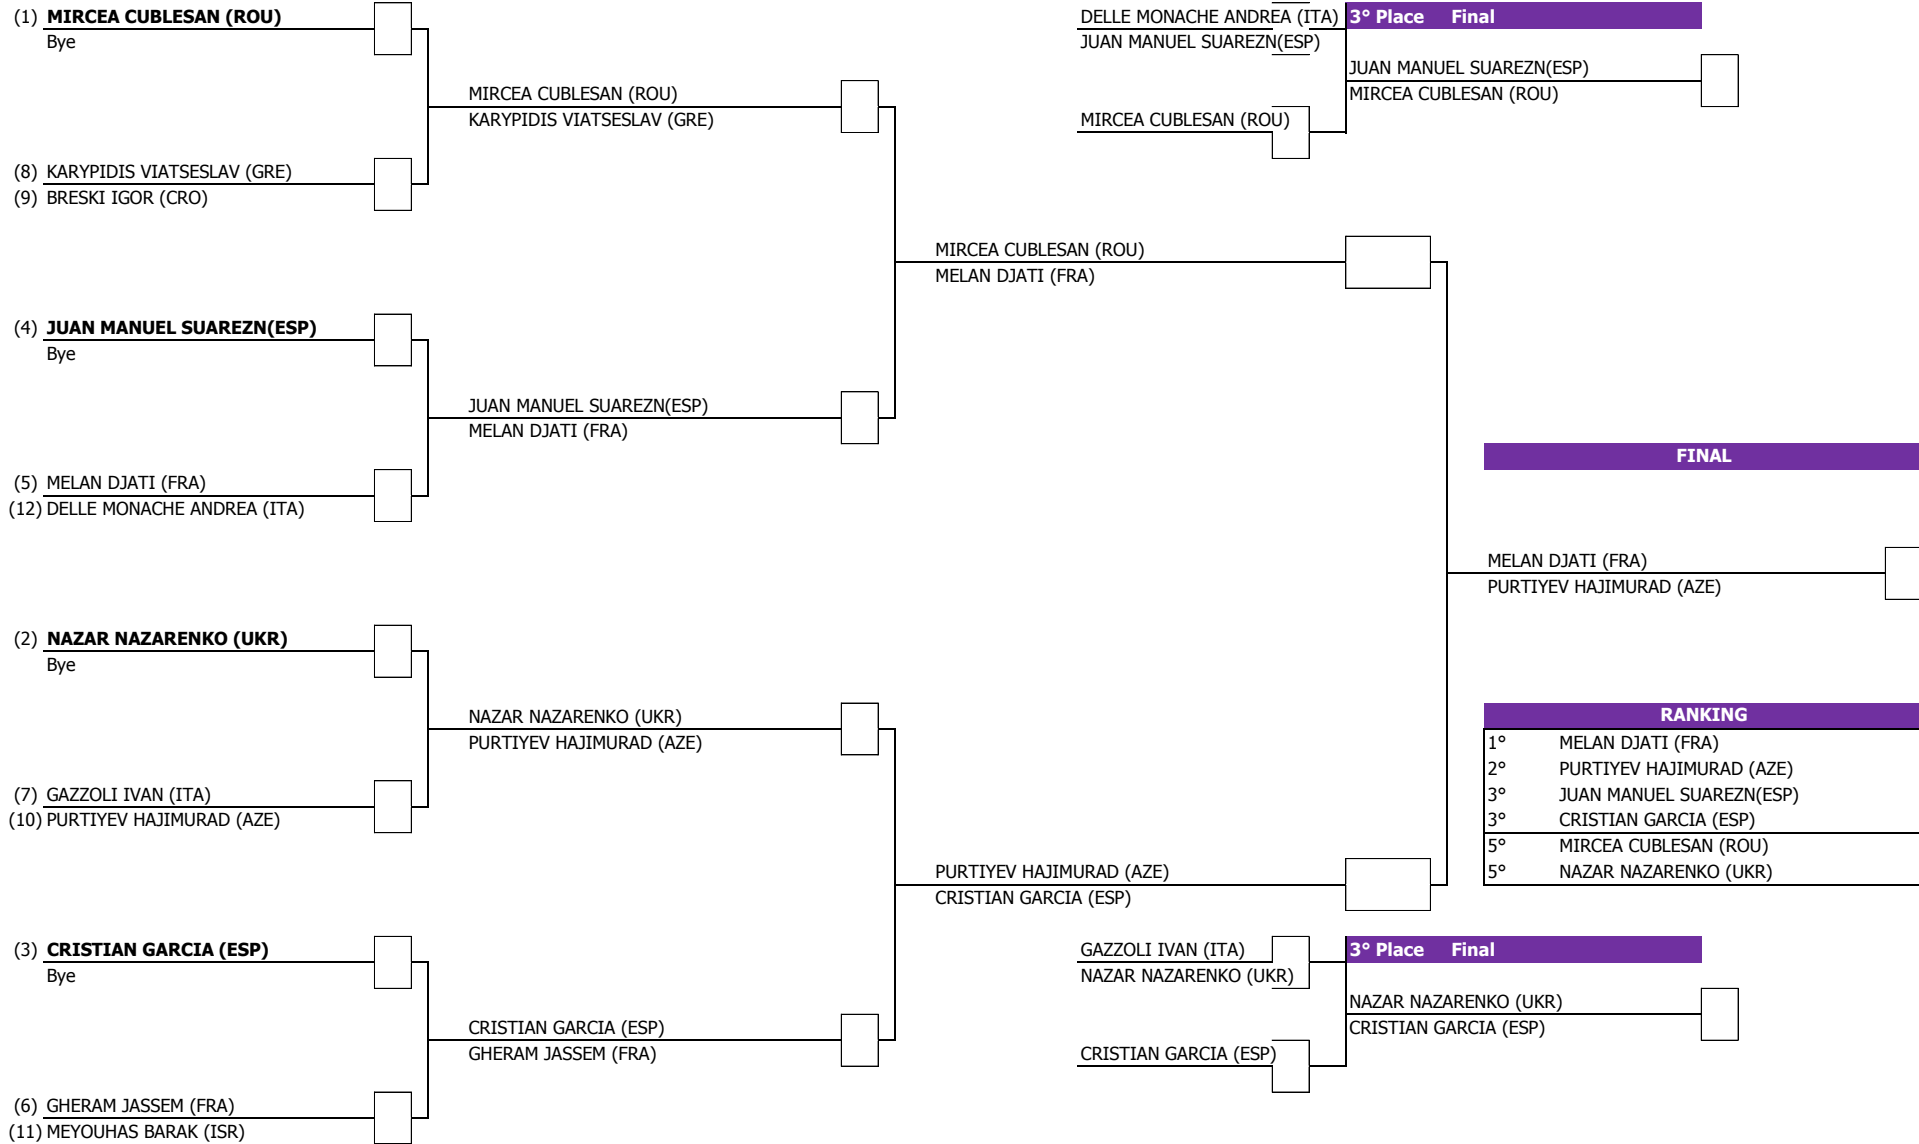 (1) MIRCEA CUBLESAN (ROU)
Bye
(8) KARYPIDIS VIATSESLAV (GRE)
(9) BRESKI IGOR (CRO)
(4) JUAN MANUEL SUAREZN(ESP)
Bye
(5) MELAN DJATI (FRA)
(12) DELLE MONACHE ANDREA (ITA)
(2) NAZAR NAZARENKO (UKR)
Bye
(7) GAZZOLI IVAN (ITA)
(10) PURTIYEV HAJIMURAD (AZE)
(3) CRISTIAN GARCIA (ESP)
Bye
(6) GHERAM JASSEM (FRA)
(11) MEYOUHAS BARAK (ISR)
MIRCEA CUBLESAN (ROU)
KARYPIDIS VIATSESLAV (GRE)
JUAN MANUEL SUAREZN(ESP)
MELAN DJATI (FRA)
NAZAR NAZARENKO (UKR)
PURTIYEV HAJIMURAD (AZE)
CRISTIAN GARCIA (ESP)
GHERAM JASSEM (FRA)
MIRCEA CUBLESAN (ROU)
MELAN DJATI (FRA)
PURTIYEV HAJIMURAD (AZE)
CRISTIAN GARCIA (ESP)
DELLE MONACHE ANDREA (ITA)
JUAN MANUEL SUAREZN(ESP)
MIRCEA CUBLESAN (ROU)
3° Place Final
JUAN MANUEL SUAREZN(ESP)
MIRCEA CUBLESAN (ROU)
FINAL
MELAN DJATI (FRA)
PURTIYEV HAJIMURAD (AZE)
RANKING
1° MELAN DJATI (FRA)
2° PURTIYEV HAJIMURAD (AZE)
3° JUAN MANUEL SUAREZN(ESP)
3° CRISTIAN GARCIA (ESP)
5° MIRCEA CUBLESAN (ROU)
5° NAZAR NAZARENKO (UKR)
GAZZOLI IVAN (ITA)
NAZAR NAZARENKO (UKR)
CRISTIAN GARCIA (ESP)
3° Place Final
NAZAR NAZARENKO (UKR)
CRISTIAN GARCIA (ESP)